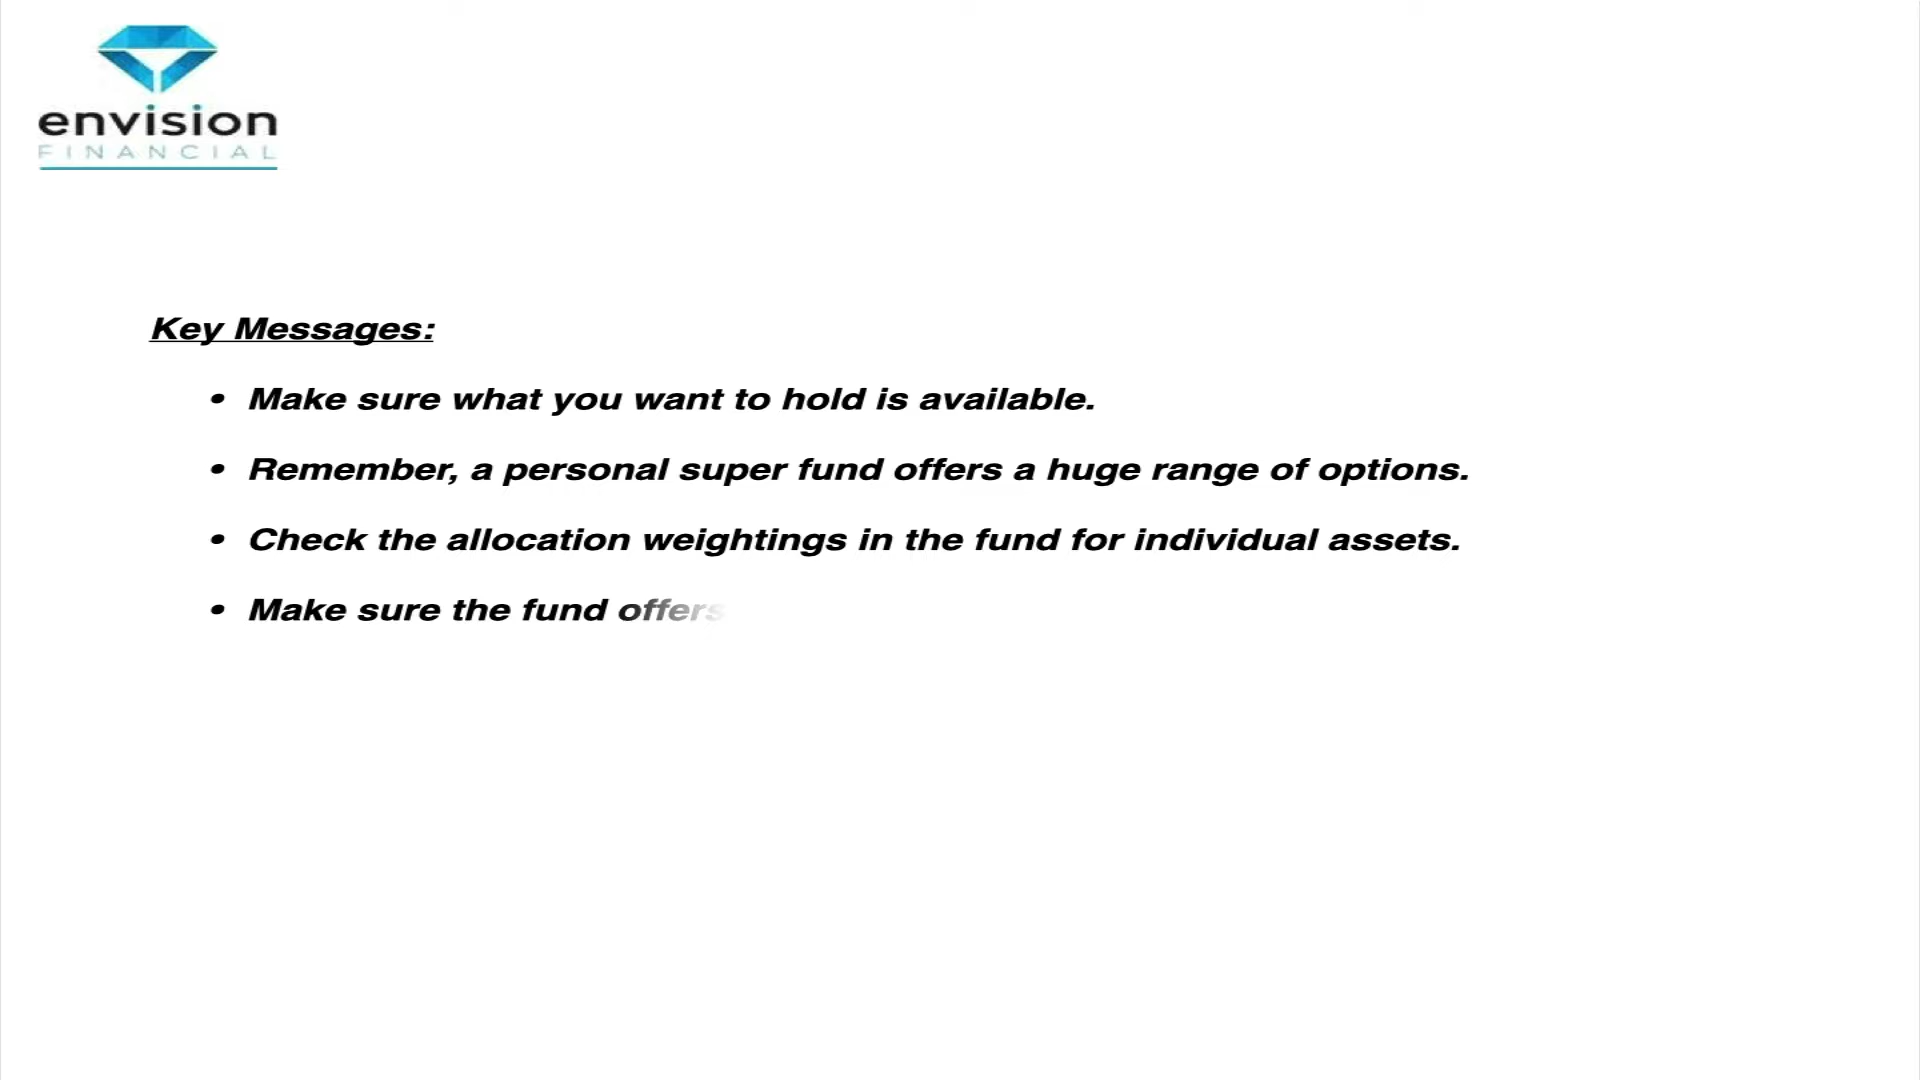 envision
FINANCIAL
Key Messages:
• Make sure what you want to hold is available.
• Remember, a personal super fund offers a huge range of options.
• Check the allocation weightings in the fund for individual assets.
• Make sure the fund offers